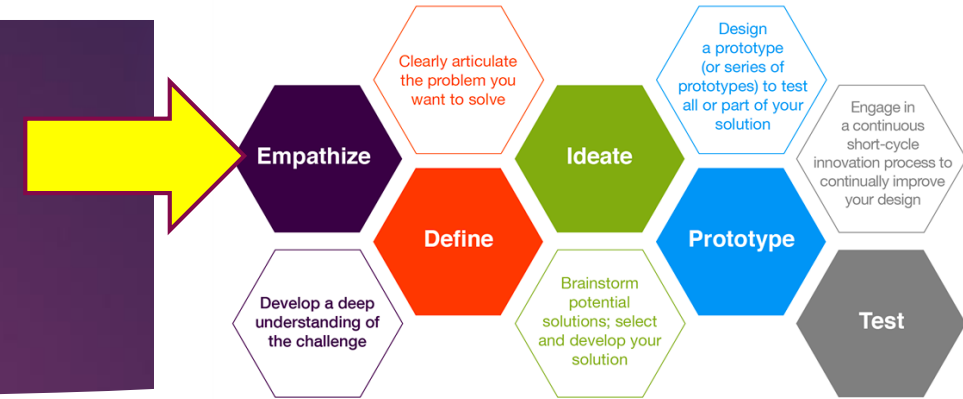 Empathize
Develop a deep
understanding of
the challenge
Clearly articulate
the problem you
want to solve
Define
Ideate
Brainstorm
potential
solutions; select
and develop your
solution
Design
a prototype
(or series of
prototypes) to test
all or part of your
solution
Prototype
Engage in
a continuous
short-cycle
innovation process to
continually improve
your design
Test